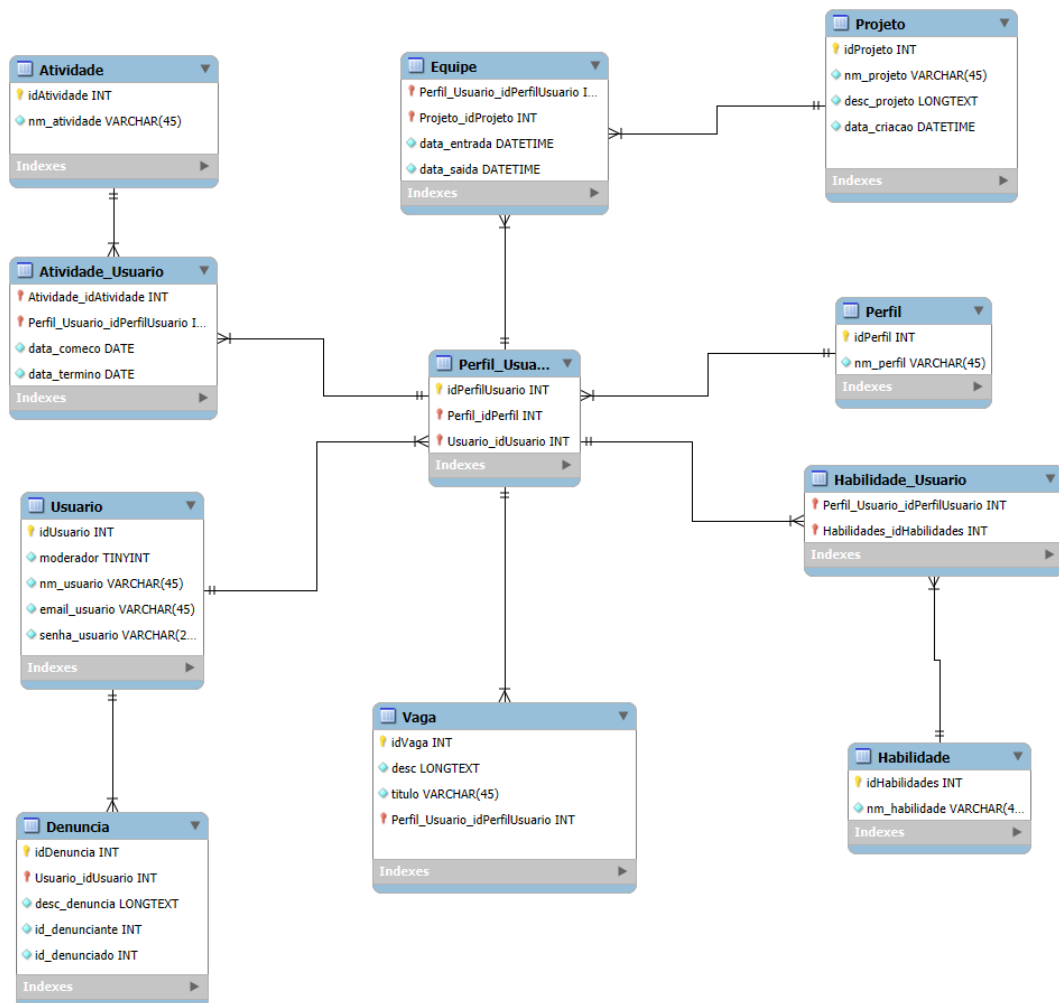 Atividade
idAtividade INT
nm_atividade VARCHAR(45)
Indexes
Equipe
Perfil_Usuario_idPerfilUsuario I...
Projeto_idProjeto INT
data_entrada DATETIME
data_saida DATETIME
Indexes
Projeto
idProjeto INT
nm_projeto VARCHAR(45)
desc_projeto LONGTEXT
data_criacao DATETIME
Indexes
Atividade_Usuario
Atividade_idAtividade INT
Perfil_Usuario_idPerfilUsuario I...
data_comeco DATE
data_termino DATE
Indexes
Perfil_Usua...
idPerfilUsuario INT
Perfil_idPerfil INT
Usuario_idUsuario INT
Indexes
Perfil
idPerfil INT
nm_perfil VARCHAR(45)
Indexes
Usuario
idUsuario INT
moderador TINYINT
nm_usuario VARCHAR(45)
email_usuario VARCHAR(45)
senha_usuario VARCHAR(2...
Indexes
Habilidade_Usuario
Perfil_Usuario_idPerfilUsuario INT
Habilidades_idHabilidades INT
Indexes
Vaga
idVaga INT
desc LONGTEXT
titulo VARCHAR(45)
Perfil_Usuario_idPerfilUsuario INT
Indexes
Habilidade
idHabilidades INT
nm_habilidade VARCHAR(4...
Indexes
Denuncia
idDenuncia INT
Usuario_idUsuario INT
desc_denuncia LONGTEXT
id_denunciante INT
id_denunciado INT
Indexes